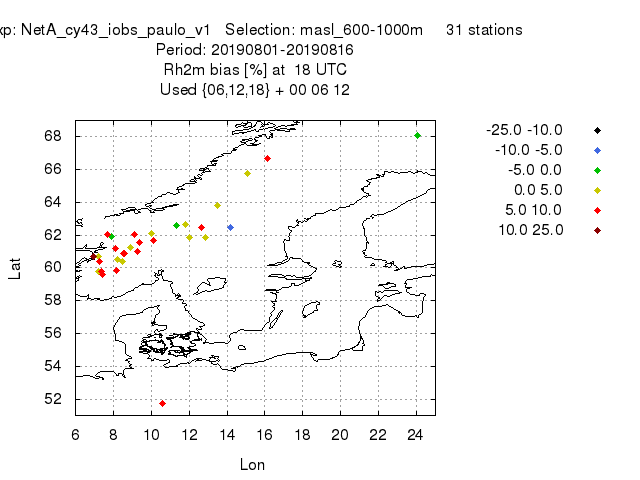 xp: NetA_cy43_iobs_paulo_v1 Selection: masl_600-1000m 31 stations
Period: 20190801-20190816
Rh2m bias [%] at 18 UTC
Used {06,12,18} + 00 06 12
-25.0 -10.0
-10.0 -5.0
-5.0 0.0
0.0 5.0
5.0 10.0
10.0 25.0
68
66
64
62
60
58
56
54
52
Lat
6 8 10 12 14 16 18 20 22 24
Lon